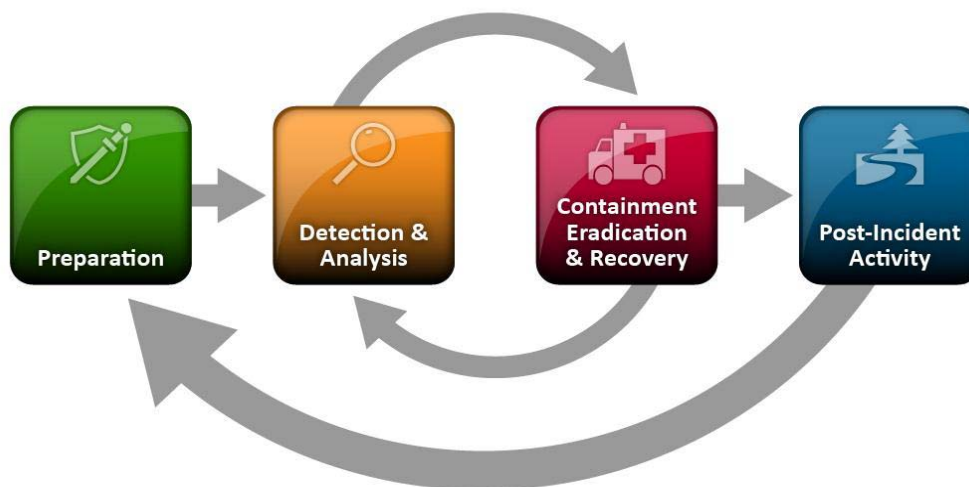 Preparation
Detection &
Analysis
Containment
Eradication
& Recovery
Post-Incident
Activity